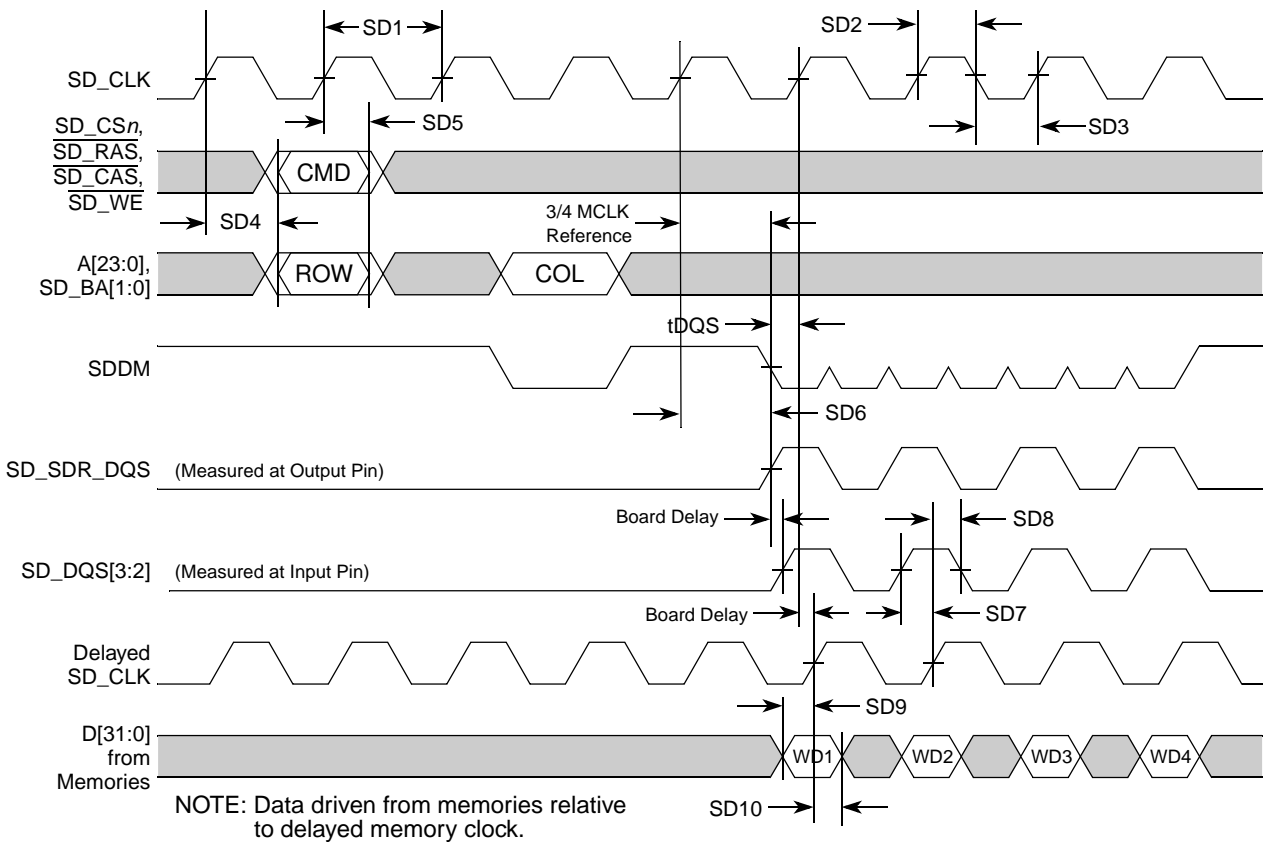 SD1
SD2
SD_CLK
SD_CSn,
SD_RAS,
SD_CAS,
SD_WE
SD5
SD3
CMD
SD4
3/4 MCLK
Reference
A[23:0],
SD_BA[1:0]
ROW
COL
tDQS
SDDM
SD6
SD_SDR_DQS
(Measured at Output Pin)
Board Delay
SD8
SD_DQS[3:2]
(Measured at Input Pin)
Board Delay
SD7
Delayed
SD_CLK
SD9
D[31:0]
from
Memories
WD1
WD2
WD3
WD4
NOTE: Data driven from memories relative
to delayed memory clock.
SD10